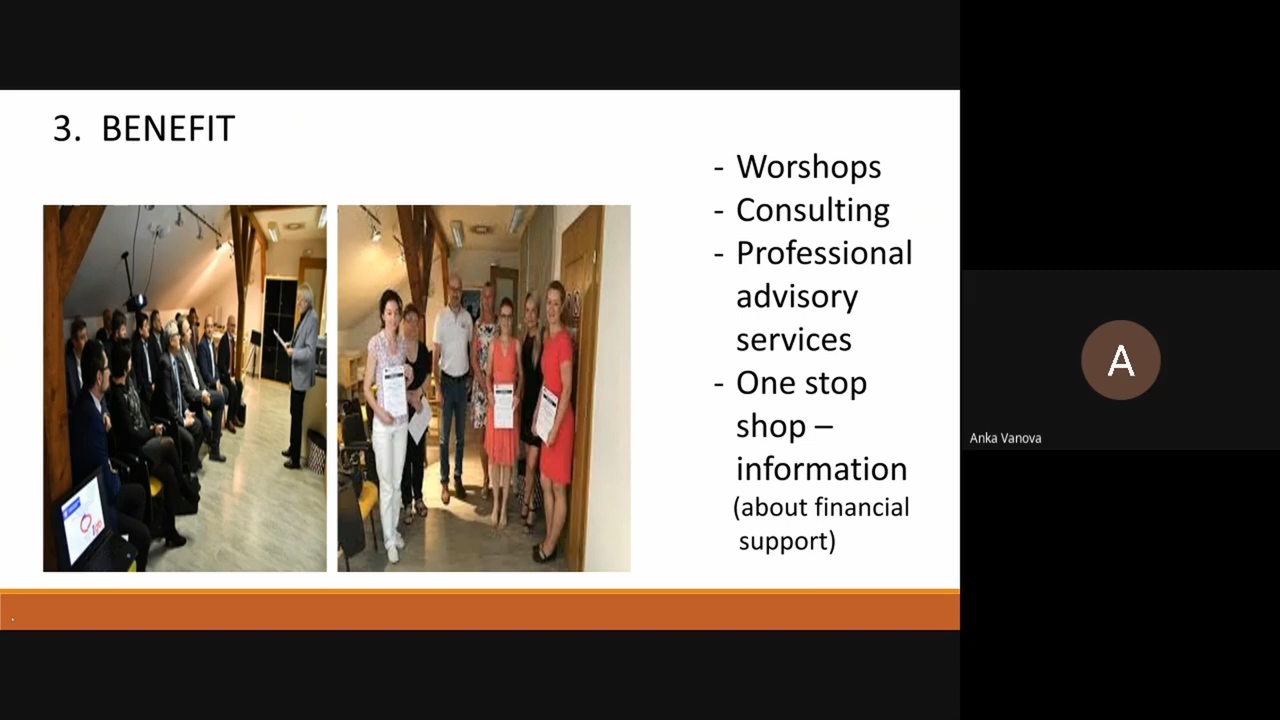 3. BENEFIT
- Worshops
- Consulting
- Professional
advisory
services
- One stop
shop –
information
(about financial
support)
.
A
Anka Vanova